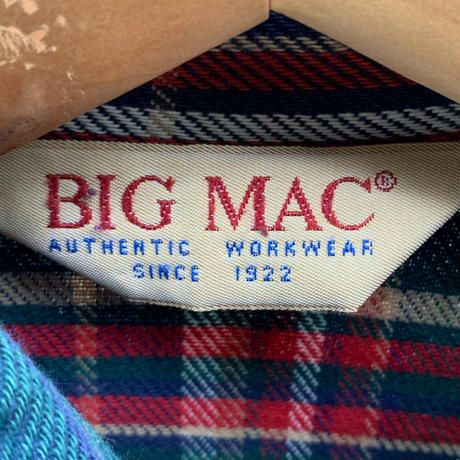 BIG MAC®
AUTHENTIC WORKWEAR
SINCE 1922